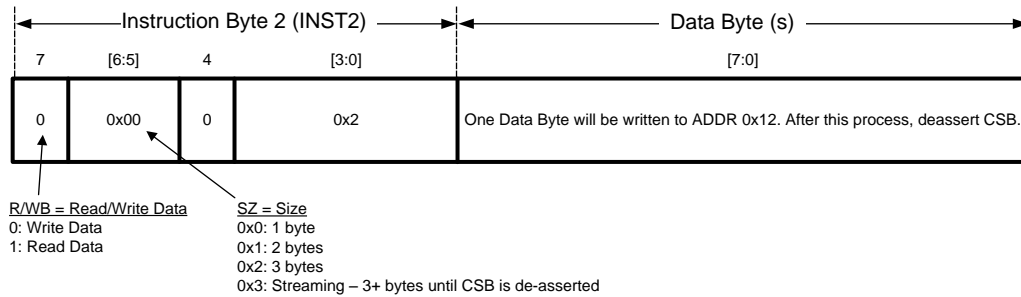 Instruction Byte 2 (INST2) Data Byte (s)
7 [6:5] 4 [3:0] [7:0]
0 0x00 0 0x2 One Data Byte will be written to ADDR 0x12. After this process, deassert CSB.
R/WB = Read/Write Data
0: Write Data
1: Read Data
SZ = Size
0x0: 1 byte
0x1: 2 bytes
0x2: 3 bytes
0x3: Streaming – 3+ bytes until CSB is de-asserted